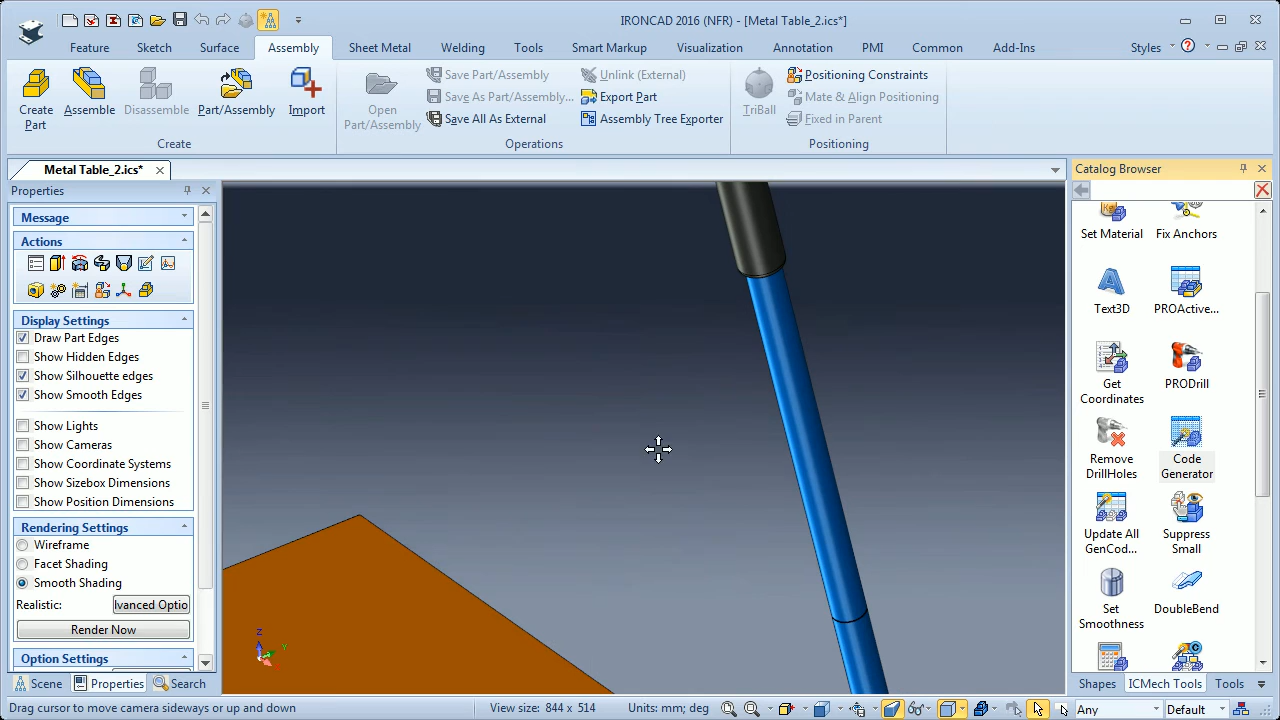 IRONCAD 2016 (NFR) - [Metal Table_2.ics*]
Feature Sketch Surface Assembly Sheet Metal Welding Tools Smart Markup Visualization Annotation PMI Common Add-Ins Styles
Create Part
Assemble
Disassemble
Part/Assembly
Import
Create
Open Part/Assembly
Save Part/Assembly
Save As Part/Assembly...
Save All As External
Unlink (External)
Export Part
Assembly Tree Exporter
Operations
TriBall
Positioning Constraints
Mate & Align Positioning
Fixed in Parent
Positioning
Metal Table_2.ics*
Properties
Message
Actions
Display Settings
Draw Part Edges
Show Hidden Edges
Show Silhouette edges
Show Smooth Edges
Show Lights
Show Cameras
Show Coordinate Systems
Show Sizebox Dimensions
Show Position Dimensions
Rendering Settings
Wireframe
Facet Shading
Smooth Shading
Realistic: lvanced Optio
Render Now
Option Settings
Scene Properties Search
Z
Y
Catalog Browser
Set Material
Fix Anchors
Text3D
PROActive...
Get
Coordinates
PRODrill
Remove
DrillHoles
Code
Generator
Update All
GenCod...
Suppress
Small
Set
Smoothness
DoubleBend
Shapes ICMech Tools Tools
Drag cursor to move camera sideways or up and down View size: 844 x 514 Units: mm; deg Any Default